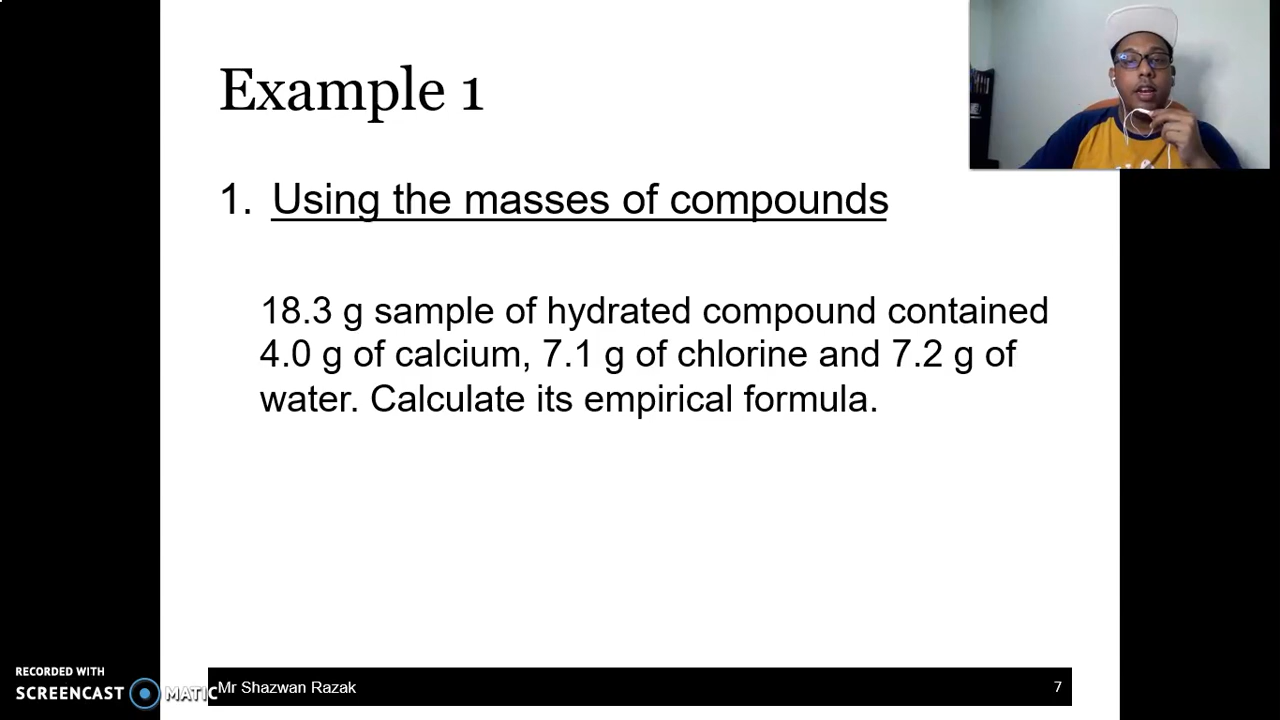 Example 1
1. Using the masses of compounds
18.3 g sample of hydrated compound contained
4.0 g of calcium, 7.1 g of chlorine and 7.2 g of
water. Calculate its empirical formula.
RECORDED WITH
SCREENCAST MATIC
Mr Shazwan Razak
7